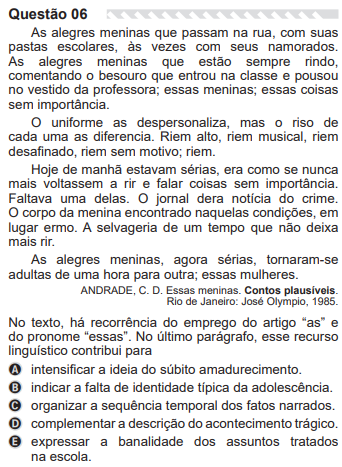 Questão 06
As alegres meninas que passam na rua, com suas
pastas escolares, às vezes com seus namorados.
As alegres meninas que estão sempre rindo,
comentando o besouro que entrou na classe e pousou
no vestido da professora; essas meninas; essas coisas
sem importância.
O uniforme as despersonaliza, mas o riso de
cada uma as diferencia. Riem alto, riem musical, riem
desafinado, riem sem motivo; riem.
Hoje de manhã estavam sérias, era como se nunca
mais voltassem a rir e falar coisas sem importância.
Faltava uma delas. O jornal dera notícia do crime.
O corpo da menina encontrado naquelas condições, em
lugar ermo. A selvageria de um tempo que não deixa
mais rir.
As alegres meninas, agora sérias, tornaram-se
adultas de uma hora para outra; essas mulheres.
ANDRADE, C. D. Essas meninas. Contos plausíveis.
Rio de Janeiro: José Olympio, 1985.
No texto, há recorrência do emprego do artigo “as” e
do pronome “essas”. No último parágrafo, esse recurso
linguístico contribui para
A intensificar a ideia do súbito amadurecimento.
B indicar a falta de identidade típica da adolescência.
C organizar a sequência temporal dos fatos narrados.
D complementar a descrição do acontecimento trágico.
E expressar a banalidade dos assuntos tratados
na escola.